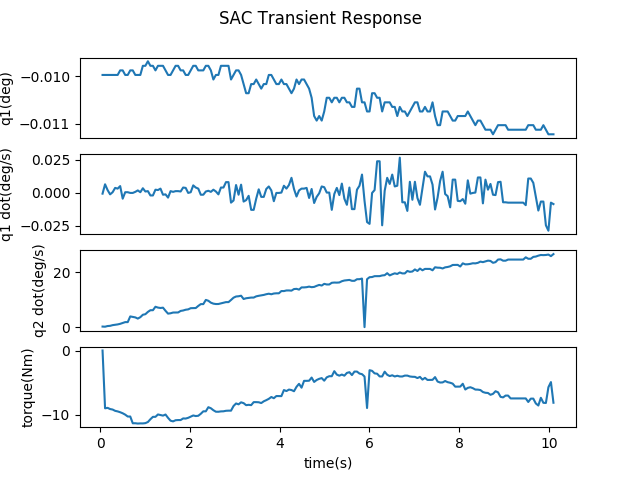 SAC Transient Response
q1(deg)
−0.010
−0.011
q1 dot(deg/s)
0.025
0.000
−0.025
q2 dot(deg/s)
20
0
torque(Nm)
0
−10
0 2 4 6 8 10
time(s)